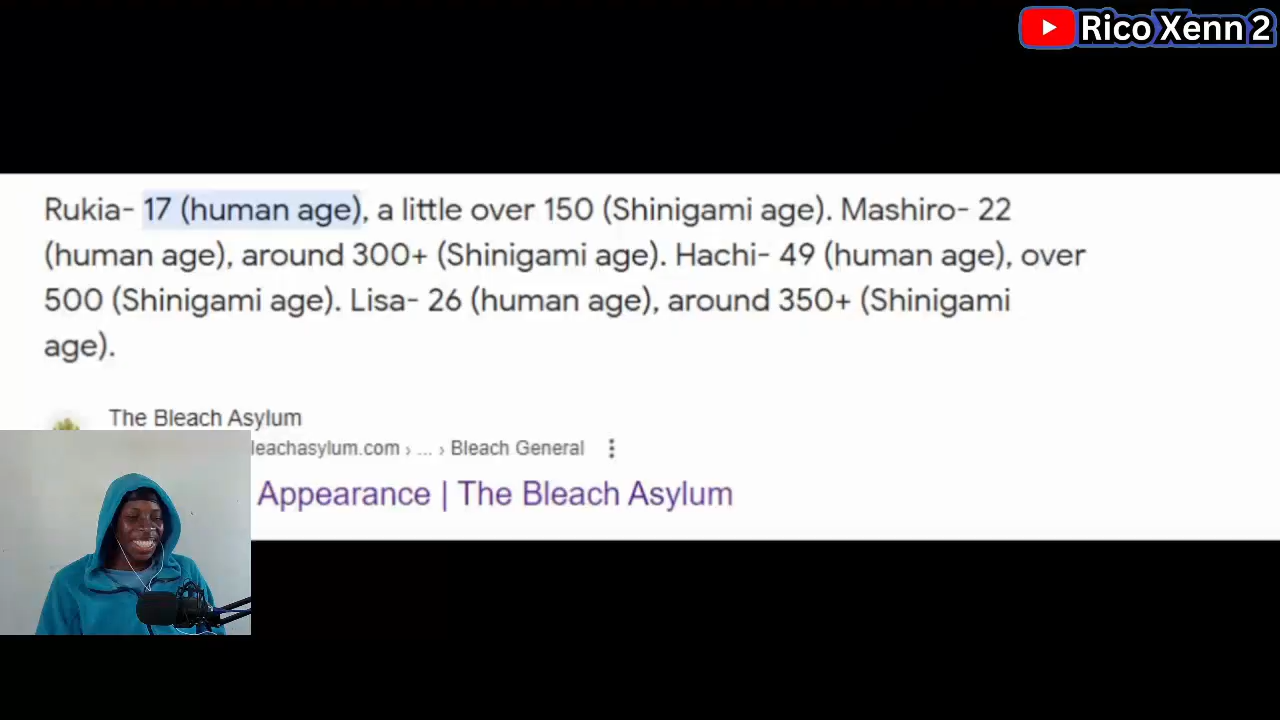 Rico Xenn 2
Rukia- 17 (human age), a little over 150 (Shinigami age). Mashiro- 22
(human age), around 300+ (Shinigami age). Hachi- 49 (human age), over
500 (Shinigami age). Lisa- 26 (human age), around 350+ (Shinigami
age).
The Bleach Asylum
leachasylum.com › ... › Bleach General
Appearance | The Bleach Asylum